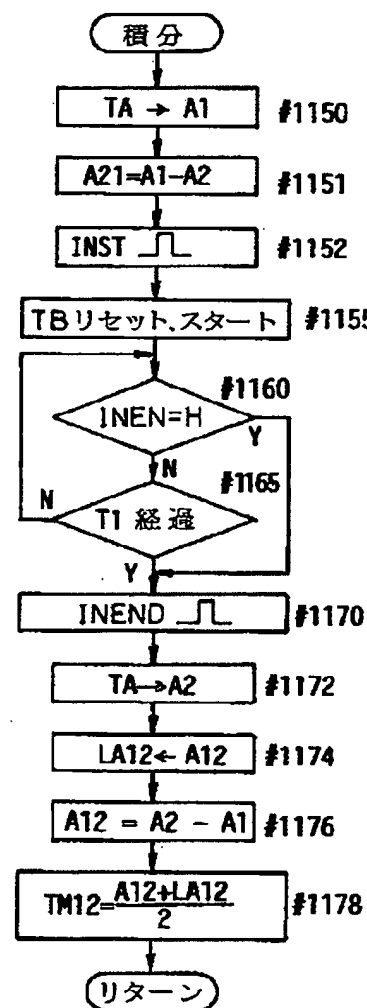 積分
TA → A1 #1150
A21=A1-A2 #1151
INST #1152
TBリセット、スタート #1155
#1160
INEN=H
Y
N
#1165
N
T1 経過
Y
INEND #1170
TA→A2 #1172
LA12← A12 #1174
A12 = A2 - A1 #1176
TM12=A12+LA12/2 #1178
リターン